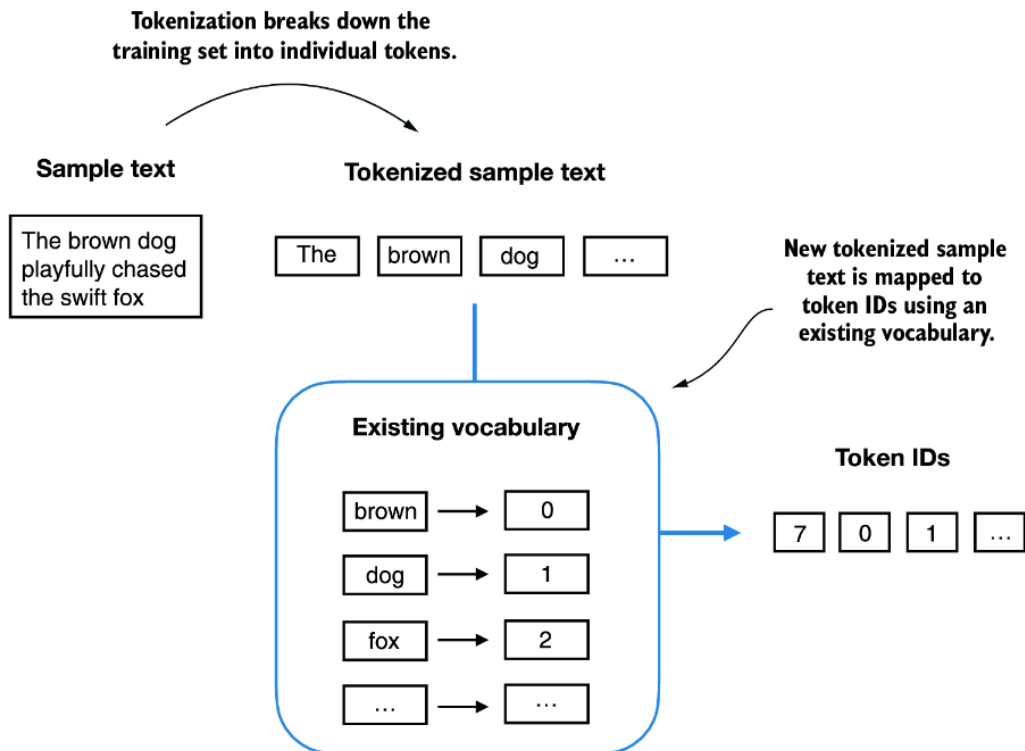 Tokenization breaks down the
training set into individual tokens.
Sample text
Tokenized sample text
The brown dog
playfully chased
the swift fox
The brown dog ...
New tokenized sample
text is mapped to
token IDs using an
existing vocabulary.
Existing vocabulary
brown 0
dog 1
fox 2
... ...
Token IDs
7 0 1 ...